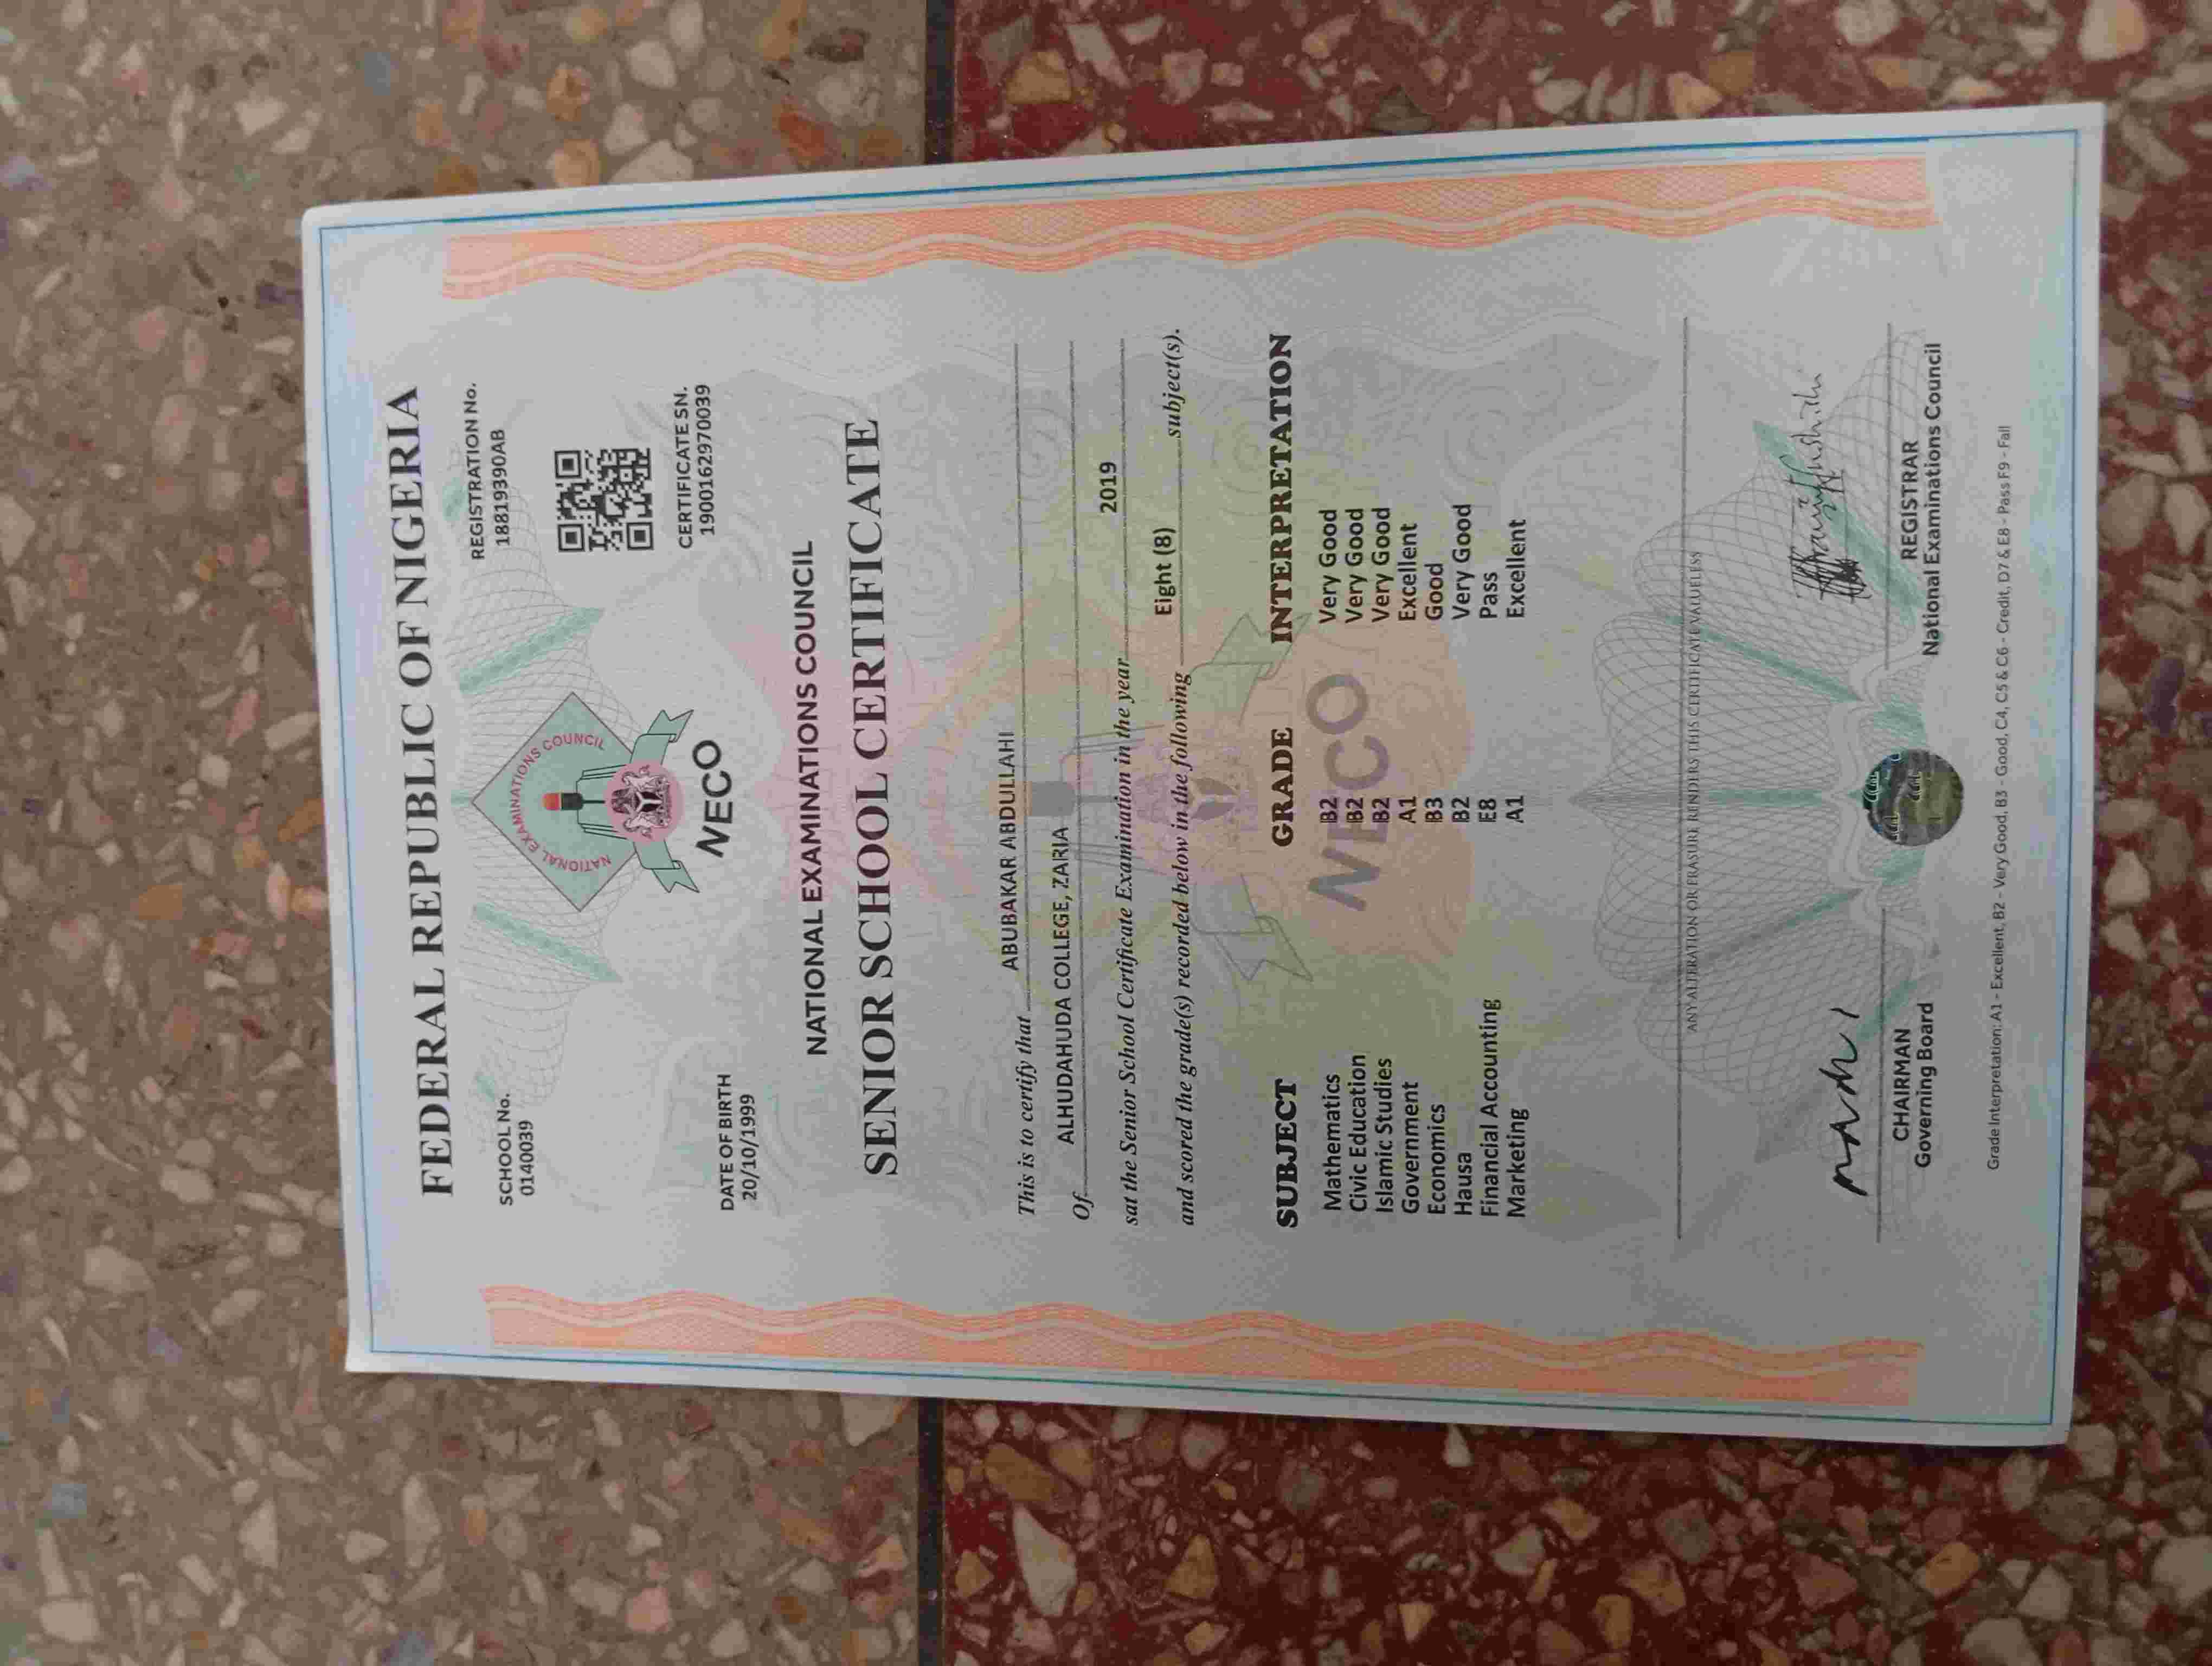 FEDERAL REPUBLIC OF NIGERIA
SCHOOL No.
0140039
REGISTRATION No.
18819390AB
NATIONAL EXAMINATIONS COUNCIL
NECO
DATE OF BIRTH
20/10/1999
CERTIFICATE SN.
1900162970039
NATIONAL EXAMINATIONS COUNCIL
SENIOR SCHOOL CERTIFICATE
This is to certify that ABUBAKAR ABDULLAHI
Of ALHUDAHUDA COLLEGE, ZARIA
sat the Senior School Certificate Examination in the year 2019
and scored the grade(s) recorded below in the following Eight (8) subject(s).
SUBJECT GRADE INTERPRETATION
Mathematics B2 Very Good
Civic Education B2 Very Good
Islamic Studies B2 Very Good
Government A1 Excellent
Economics B3 Good
Hausa B2 Very Good
Financial Accounting E8 Pass
Marketing A1 Excellent
NECO
ANY ALTERATION OR ERASURE RENDERS THIS CERTIFICATE VALUELESS
CHAIRMAN
Governing Board
REGISTRAR
National Examinations Council
Grade Interpretation: A1 - Excellent, B2 - Very Good, B3 - Good, C4, C5 & C6 - Credit, D7 & E8 - Pass F9 - Fail